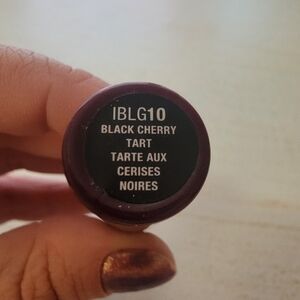 IBLG10
BLACK CHERRY
TART
TARTE AUX
CERISES
NOIRES